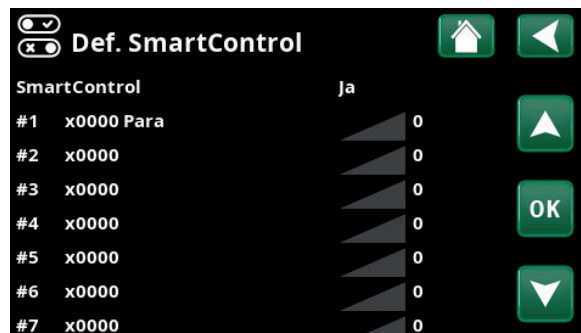 Def. SmartControl
SmartControl Ja
#1 x0000 Para 0
#2 x0000 0
#3 x0000 0
#4 x0000 0
OK
#5 x0000 0
#6 x0000 0
#7 x0000 0